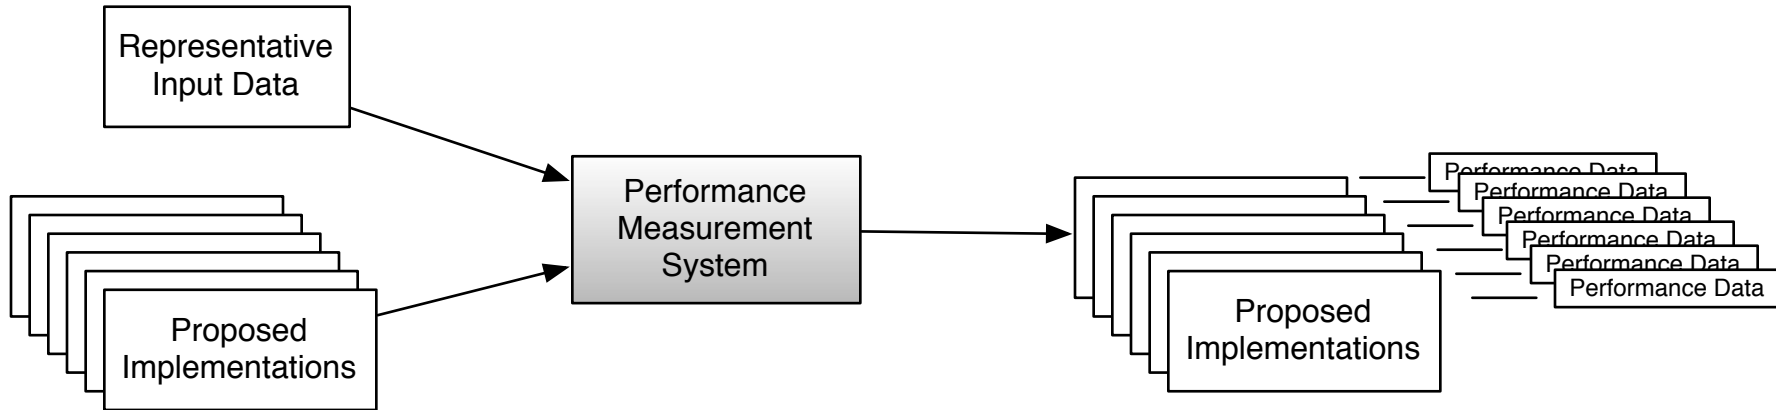 Representative
Input Data
Proposed
Implementations
Performance
Measurement
System
Proposed
Implementations
Performance Data
Performance Data
Performance Data
Performance Data
Performance Data
Performance Data